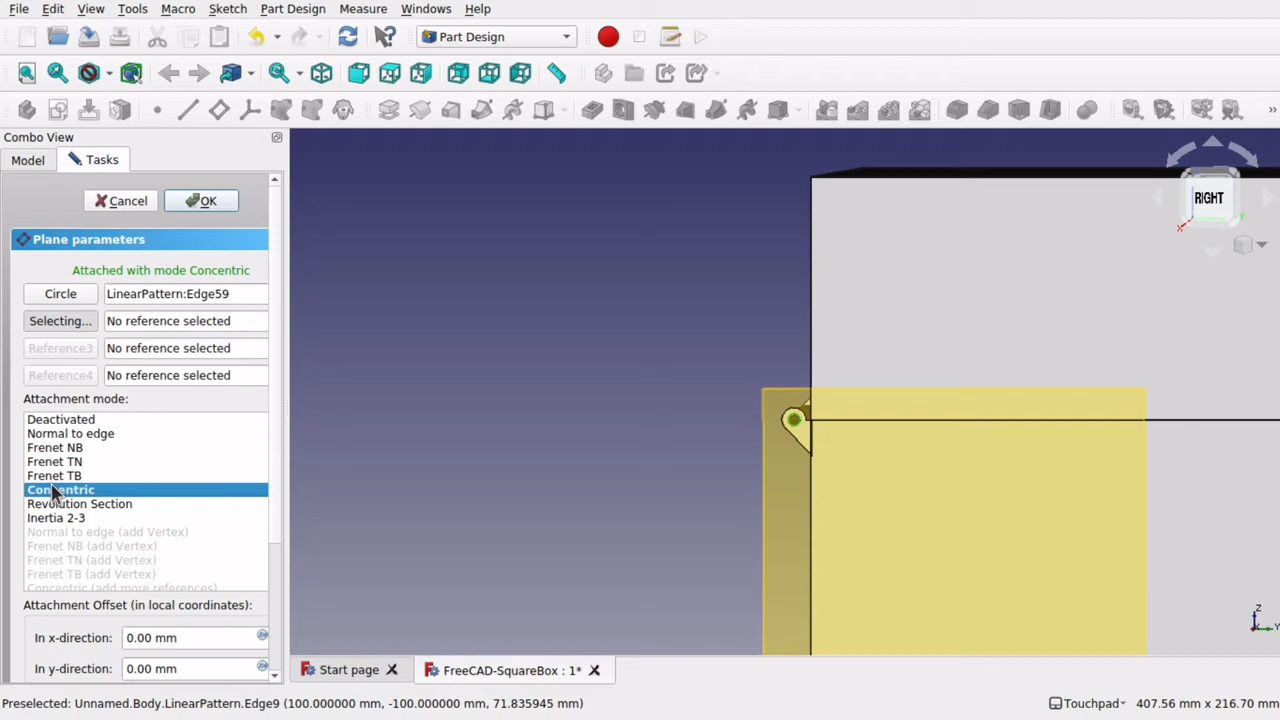 File Edit View Tools Macro Sketch Part Design Measure Windows Help
Part Design
Combo View
Model Tasks
Cancel OK
RIGHT
Plane parameters
Attached with mode Concentric
Circle LinearPattern:Edge59
Selecting... No reference selected
Reference3 No reference selected
Reference4 No reference selected
Attachment mode:
Deactivated
Normal to edge
Frenet NB
Frenet TN
Frenet TB
Concentric
Revolution Section
Inertia 2-3
Normal to edge (add Vertex)
Frenet NB (add Vertex)
Frenet TN (add Vertex)
Frenet TB (add Vertex)
Concentric (add more references)
Attachment Offset (in local coordinates):
In x-direction: 0.00 mm
In y-direction: 0.00 mm
Z
X Y
Start page FreeCAD-SquareBox : 1*
Preselected: Unnamed.Body.LinearPattern.Edge9 (100.000000 mm, -100.000000 mm, 71.835945 mm) Touchpad 407.56 mm x 216.70 mm